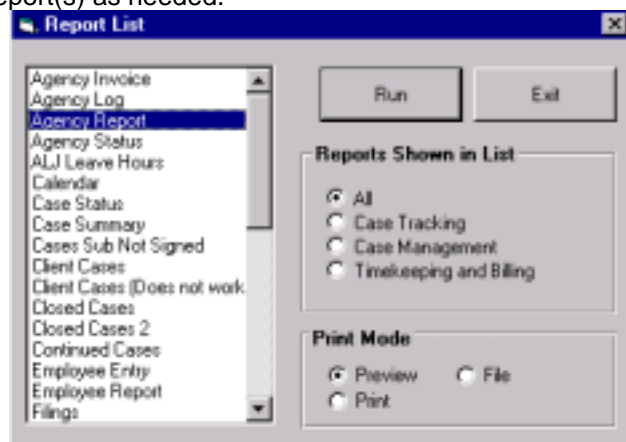 eport(s) as needed.
Report List
Agency Invoice
Agency Log
Agency Report
Agency Status
ALJ Leave Hours
Calendar
Case Status
Case Summary
Cases Sub Not Signed
Client Cases
Client Cases (Does not work
Closed Cases
Closed Cases 2
Continued Cases
Employee Entry
Employee Report
Filings
Run Exit
Reports Shown in List
All
Case Tracking
Case Management
Timekeeping and Billing
Print Mode
Preview File
Print